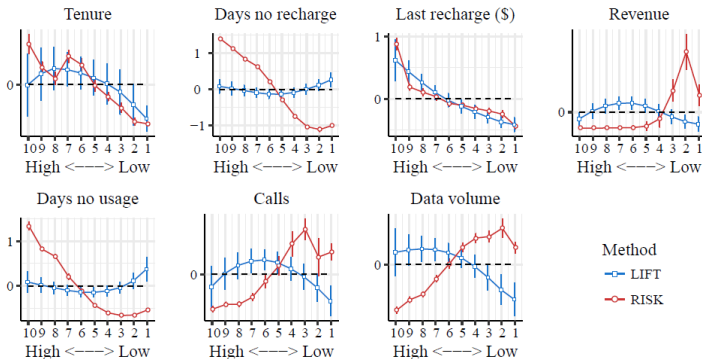 Tenure
Days no recharge
Last recharge ($)
Revenue
0
1
0
−1
1
0
0
10 9 8 7 6 5 4 3 2 1
10 9 8 7 6 5 4 3 2 1
10 9 8 7 6 5 4 3 2 1
10 9 8 7 6 5 4 3 2 1
High <−−−> Low
High <−−−> Low
High <−−−> Low
High <−−−> Low
Days no usage
Calls
Data volume
1
0
0
0
10 9 8 7 6 5 4 3 2 1
10 9 8 7 6 5 4 3 2 1
10 9 8 7 6 5 4 3 2 1
High <−−−> Low
High <−−−> Low
High <−−−> Low
Method
LIFT
RISK